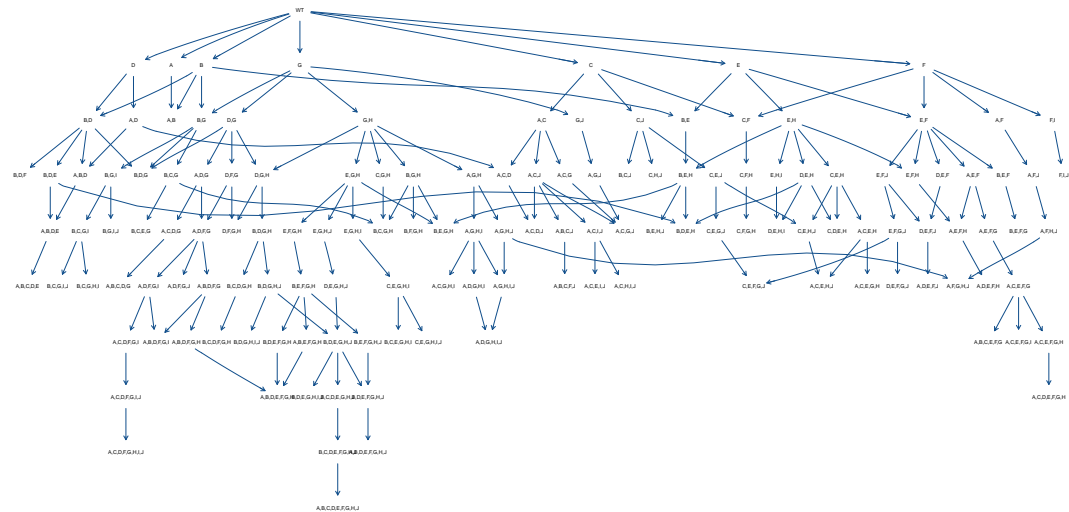 WT
D A B G C E F
B,D A,D A,B B,G D,G G,H A,C G,J C,J B,E C,F E,H E,F A,F F,J
B,D,F B,D,E A,B,D B,G,I B,D,G B,C,G A,D,G D,F,G D,G,H E,G,H C,G,H B,G,H A,G,H A,C,D A,C,J A,C,G A,G,J B,C,J C,H,J B,E,H C,E,J C,F,H E,H,I D,E,H C,E,H E,F,J E,F,H D,E,F A,E,F B,E,F A,F,J F,I,J
A,B,D,E B,C,G,I B,G,I,J B,C,E,G A,C,D,G A,D,F,G D,F,G,H B,D,G,H E,F,G,H E,G,H,J E,G,H,I B,C,G,H B,F,G,H B,E,G,H A,G,H,I A,G,H,J A,C,D,J A,B,C,J A,C,I,J A,C,G,J B,E,H,J B,D,E,H C,E,G,J C,F,G,H D,E,H,I C,E,H,J C,D,E,H A,C,E,H E,F,G,J D,E,F,J A,E,F,H A,E,F,G B,E,F,G A,F,H,J
A,B,C,D,E B,C,G,I,J B,C,G,H,I A,B,C,D,G A,D,F,G,I A,D,F,G,J A,B,D,F,G B,C,D,G,H B,D,G,H,J B,E,F,G,H D,E,G,H,J C,E,G,H,I A,C,G,H,I A,D,G,H,I A,G,H,I,J A,B,C,F,J A,C,E,I,J A,C,H,I,J C,E,F,G,J A,C,E,H,J A,C,E,G,H D,E,F,G,J A,D,E,F,J A,F,G,H,J A,D,E,F,H A,C,E,F,G
A,C,D,F,G,I A,B,D,F,G,I A,B,D,F,G,H B,C,D,F,G,H B,D,G,H,I,J B,D,E,F,G,H A,B,E,F,G,H B,D,E,G,H,J B,E,F,G,H,J B,C,E,G,H,I C,E,G,H,I,J A,D,G,H,I,J A,B,C,E,F,G A,C,E,F,G,I A,C,E,F,G,H
A,C,D,F,G,I,J A,C,D,E,F,G,H
A,C,D,F,G,H,I,J
A,B,C,D,E,F,G,H,J